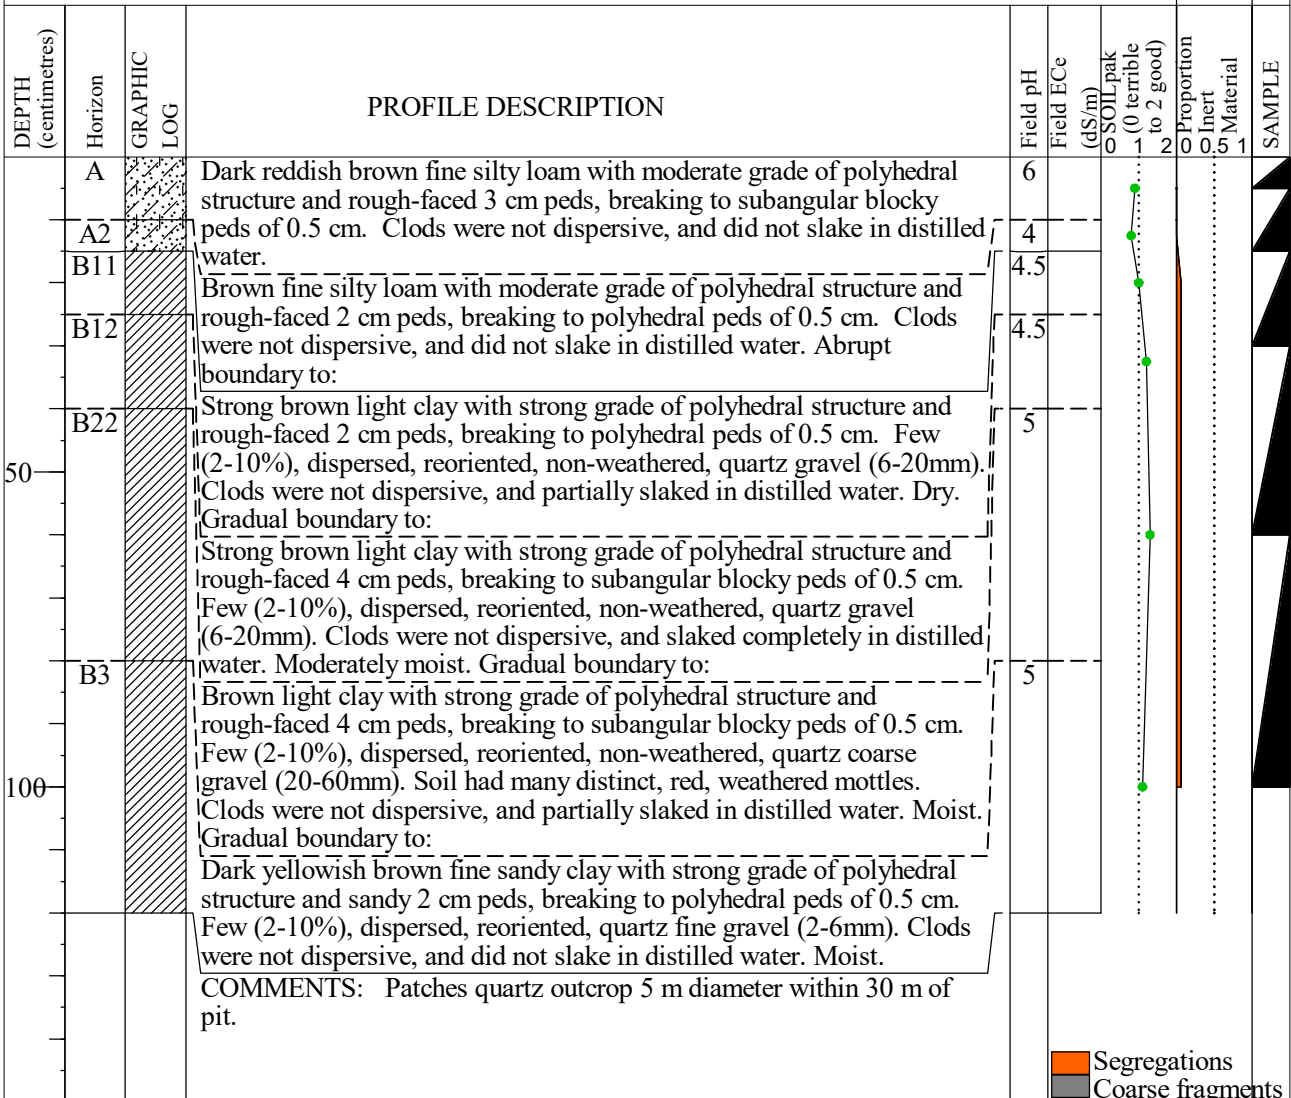 DEPTH
(centimetres)
Horizon
GRAPHIC
LOG
PROFILE DESCRIPTION
Field pH
Field ECe
(dS/m)
SOILpak
(0 terrible
to 2 good)
Proportion
Inert
Material
SAMPLE
0 1 2
0 0.5 1
A
Dark reddish brown fine silty loam with moderate grade of polyhedral
structure and rough-faced 3 cm peds, breaking to subangular blocky
peds of 0.5 cm.  Clods were not dispersive, and did not slake in distilled
water.
6
A2
Brown fine silty loam with moderate grade of polyhedral structure and
rough-faced 2 cm peds, breaking to polyhedral peds of 0.5 cm.  Clods
were not dispersive, and did not slake in distilled water. Abrupt
boundary to:
4
B11
Strong brown light clay with strong grade of polyhedral structure and
rough-faced 2 cm peds, breaking to polyhedral peds of 0.5 cm.  Few
(2-10%), dispersed, reoriented, non-weathered, quartz gravel (6-20mm).
Clods were not dispersive, and partially slaked in distilled water. Dry.
Gradual boundary to:
4.5
B12
Strong brown light clay with strong grade of polyhedral structure and
rough-faced 4 cm peds, breaking to subangular blocky peds of 0.5 cm.
Few (2-10%), dispersed, reoriented, non-weathered, quartz gravel
(6-20mm). Clods were not dispersive, and slaked completely in distilled
water. Moderately moist. Gradual boundary to:
4.5
B22
Brown light clay with strong grade of polyhedral structure and
rough-faced 4 cm peds, breaking to subangular blocky peds of 0.5 cm.
Few (2-10%), dispersed, reoriented, non-weathered, quartz coarse
gravel (20-60mm). Soil had many distinct, red, weathered mottles.
Clods were not dispersive, and partially slaked in distilled water. Moist.
Gradual boundary to:
5
50
B3
Dark yellowish brown fine sandy clay with strong grade of polyhedral
structure and sandy 2 cm peds, breaking to polyhedral peds of 0.5 cm.
Few (2-10%), dispersed, reoriented, quartz fine gravel (2-6mm). Clods
were not dispersive, and did not slake in distilled water. Moist.
5
100
COMMENTS:   Patches quartz outcrop 5 m diameter within 30 m of
pit.
Segregations
Coarse fragments